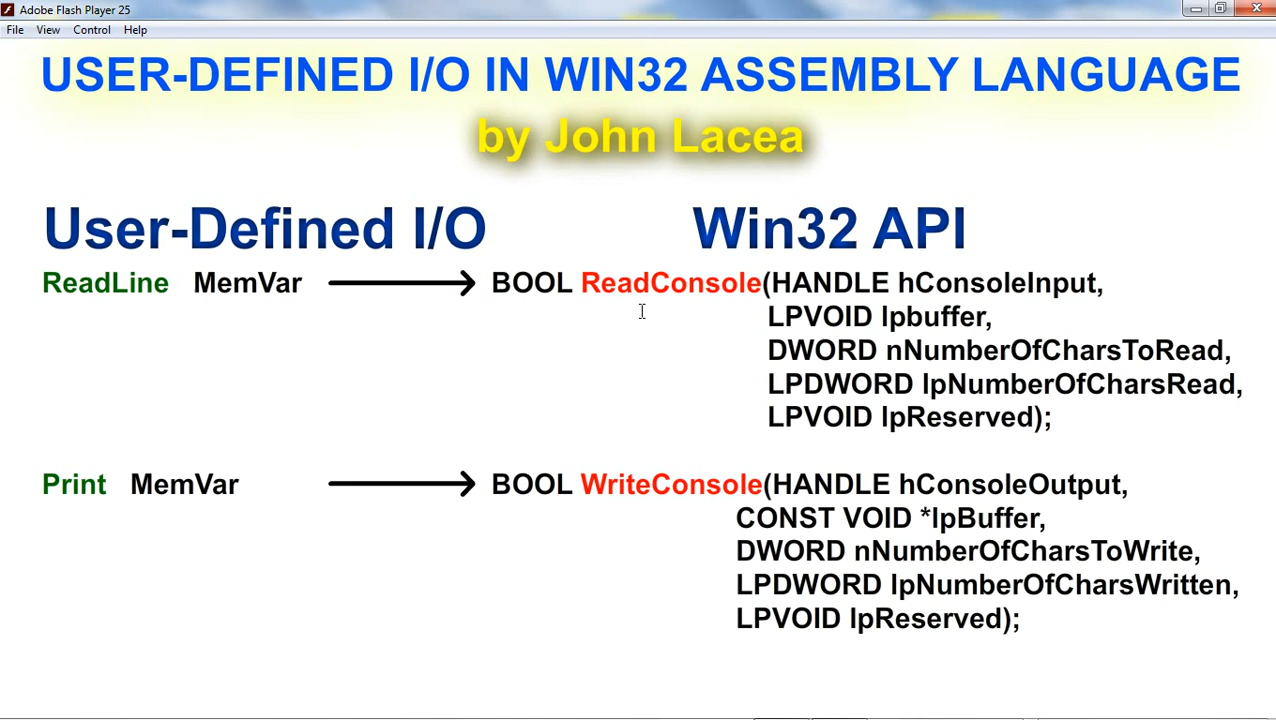 Adobe Flash Player 25
File View Control Help
USER-DEFINED I/O IN WIN32 ASSEMBLY LANGUAGE
by John Lacea
User-Defined I/O Win32 API
ReadLine MemVar BOOL ReadConsole(HANDLE hConsoleInput,
LPVOID lpbuffer,
DWORD nNumberOfCharsToRead,
LPDWORD lpNumberOfCharsRead,
LPVOID lpReserved);
Print MemVar BOOL WriteConsole(HANDLE hConsoleOutput,
CONST VOID *lpBuffer,
DWORD nNumberOfCharsToWrite,
LPDWORD lpNumberOfCharsWritten,
LPVOID lpReserved);